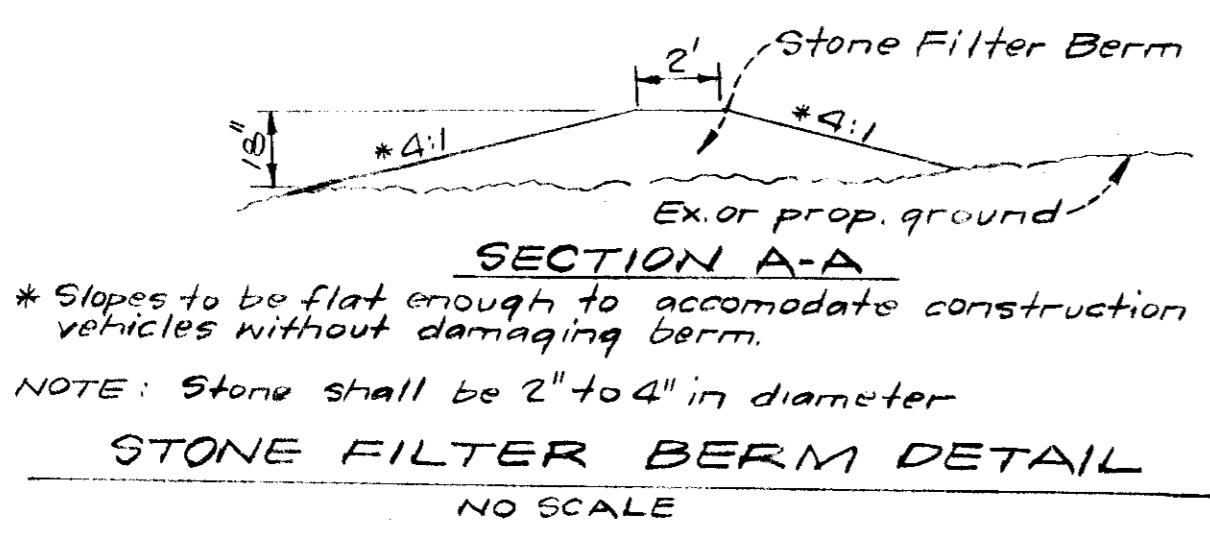 2'
Stone Filter Berm
18"
* 4:1
* 4:1
Ex. or prop. ground
SECTION A-A
* Slopes to be flat enough to accomodate construction
vehicles without damaging berm.
NOTE: Stone shall be 2" to 4" in diameter
STONE FILTER BERM DETAIL
NO SCALE